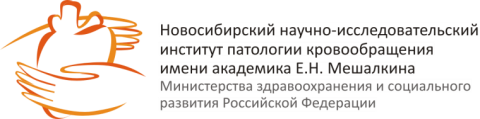 Новосибирский научно-исследовательский
институт патологии кровообращения
имени академика Е.Н. Мешалкина
Министерства здравоохранения и социального
развития Российской Федерации